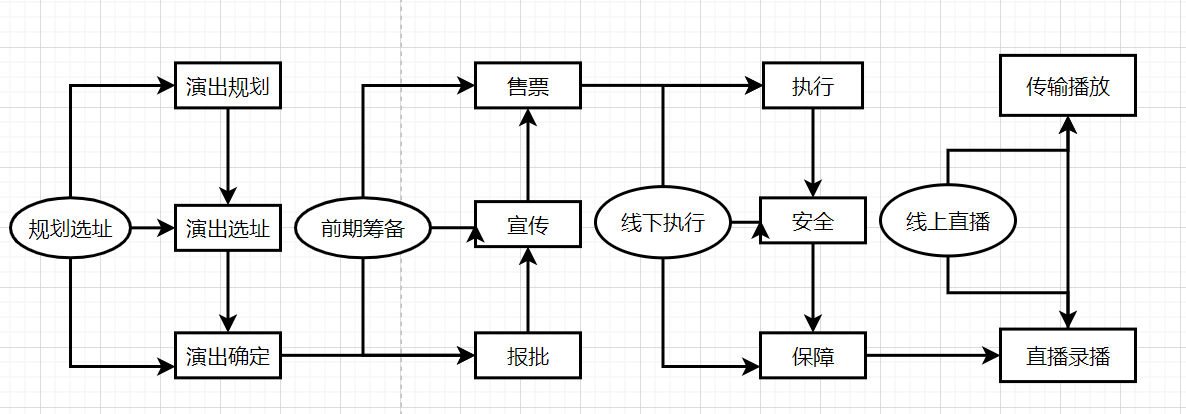 演出规划
售票
执行
传输播放
规划选址
演出选址
前期筹备
宣传
线下执行
安全
线上直播
演出确定
报批
保障
直播录播